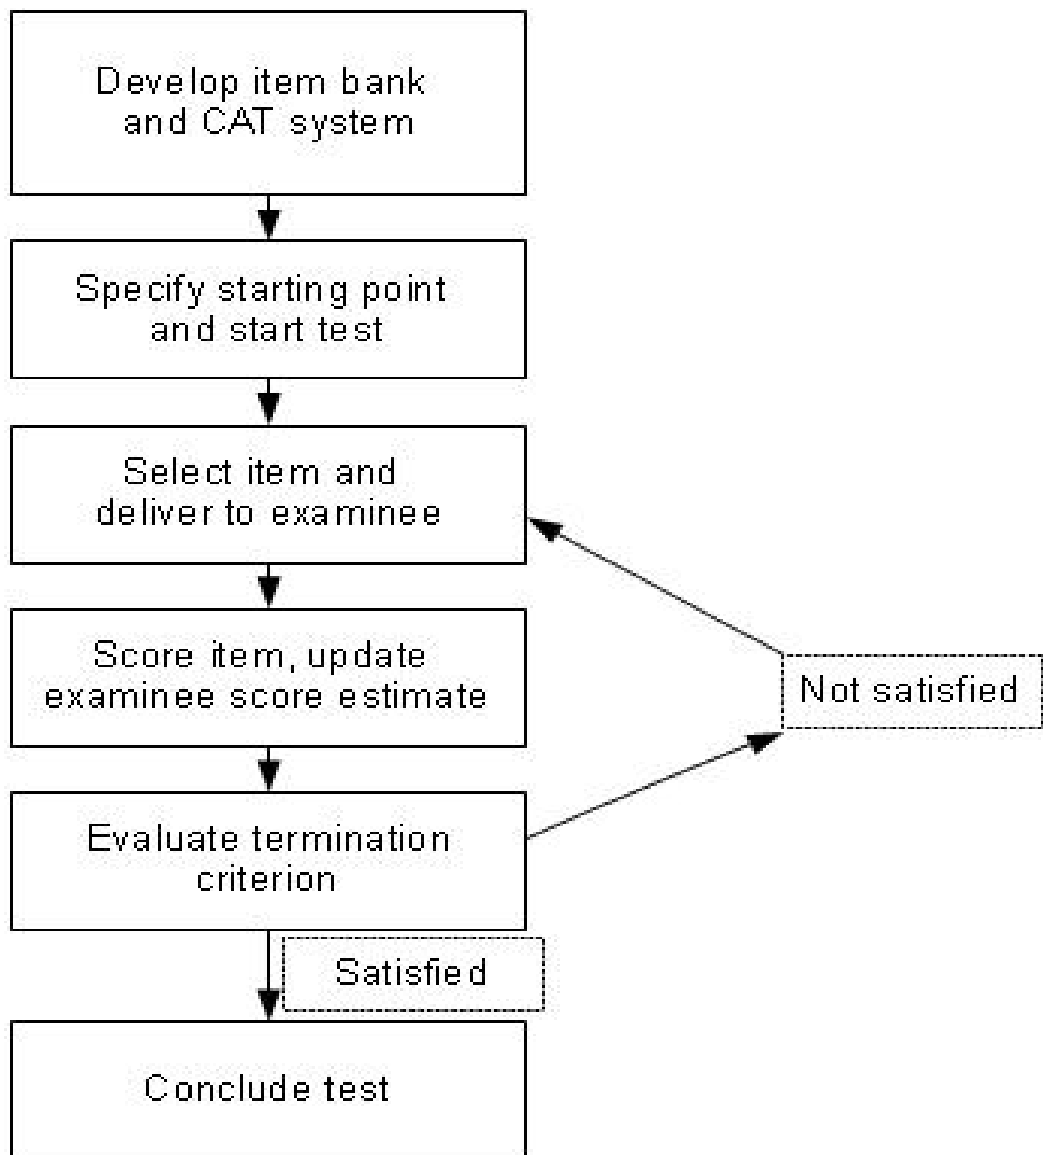 Develop item bank
and CAT system
Specify starting point
and start test
Select item and
deliver to examinee
Score item, update
examinee score estimate
Not satisfied
Evaluate termination
criterion
Satisfied
Conclude test